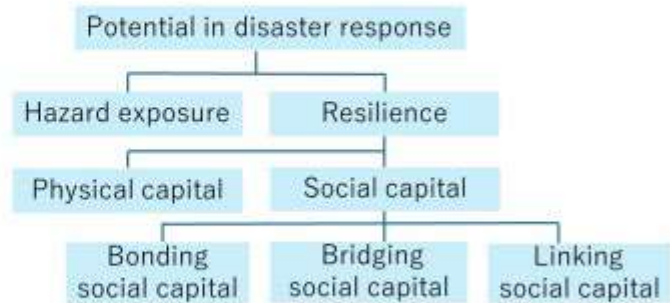 Potential in disaster response
Hazard exposure
Resilience
Physical capital
Social capital
Bonding
social capital
Bridging
social capital
Linking
social capital